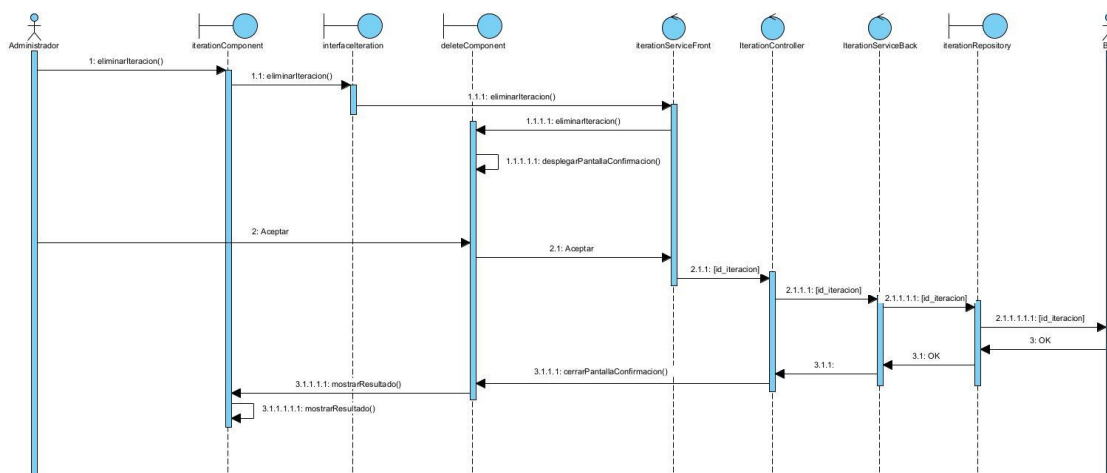 Administrador
iterationComponent
interfaceIteration
deleteComponent
iterationServiceFront
IterationController
IterationServiceBack
iterationRepository
B
1: eliminarIteracion()
1.1: eliminarIteracion()
1.1.1: eliminarIteracion()
1.1.1.1: eliminarIteracion()
1.1.1.1.1: desplegarPantallaConfirmacion()
2: Aceptar
2.1: Aceptar
2.1.1: [id_iteracion]
2.1.1.1: [id_iteracion]
2.1.1.1.1: [id_iteracion]
2.1.1.1.1.1: [id_iteracion]
3: OK
3.1: OK
3.1.1:
3.1.1.1: cerrarPantallaConfirmacion()
3.1.1.1.1: mostrarResultado()
3.1.1.1.1.1: mostrarResultado()